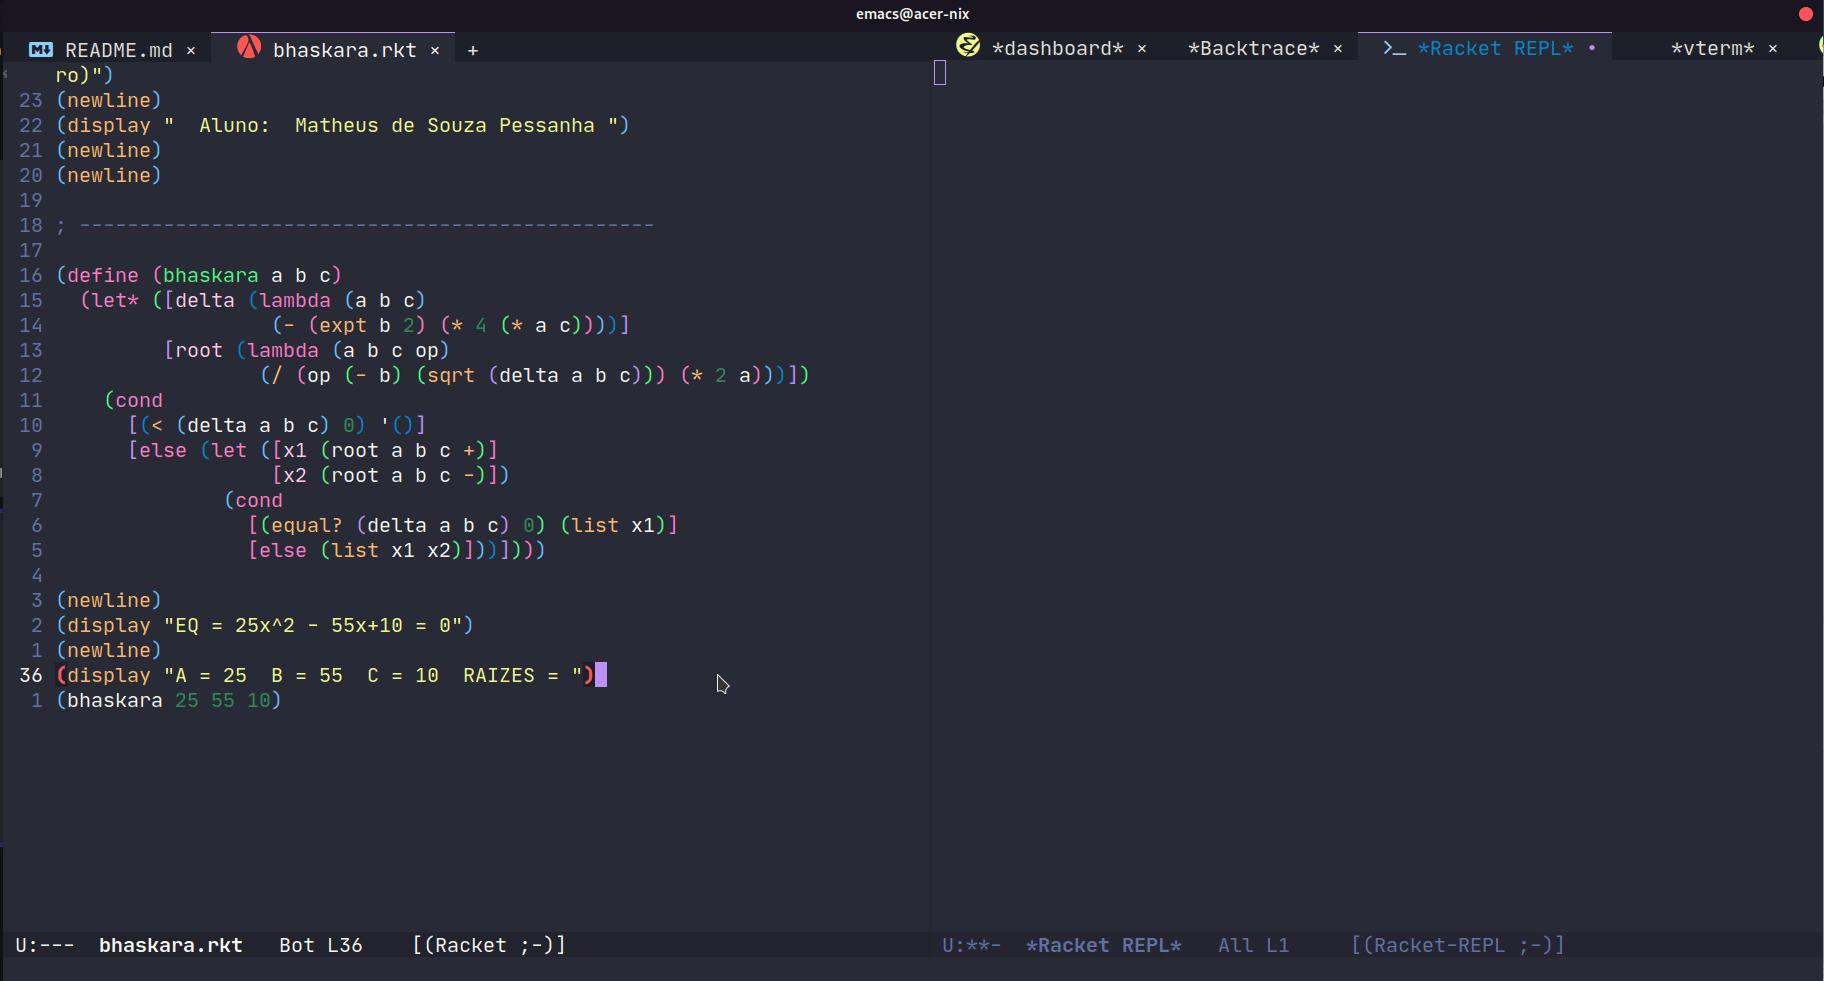 emacs@acer-nix
README.md × bhaskara.rkt × +
*dashboard* × *Backtrace* × >_ *Racket REPL* • *vterm* ×
ro)")
23 (newline)
22 (display "  Aluno:  Matheus de Souza Pessanha ")
21 (newline)
20 (newline)
19
18 ; ------------------------------------------------
17
16 (define (bhaskara a b c)
15   (let* ([delta (lambda (a b c)
14                   (- (expt b 2) (* 4 (* a c))))]
13          [root (lambda (a b c op)
12                  (/ (op (- b) (sqrt (delta a b c))) (* 2 a)))])
11     (cond
10       [(< (delta a b c) 0) '()]
9       [else (let ([x1 (root a b c +)]
8                   [x2 (root a b c -)])
7               (cond
6                 [(equal? (delta a b c) 0) (list x1)]
5                 [else (list x1 x2)]))])))
4
3 (newline)
2 (display "EQ = 25x^2 - 55x+10 = 0")
1 (newline)
36 (display "A = 25  B = 55  C = 10  RAIZES = ")
1 (bhaskara 25 55 10)
U:---  bhaskara.rkt   Bot L36    [(Racket ;-)]
U:**-  *Racket REPL*   All L1     [(Racket-REPL ;-)]